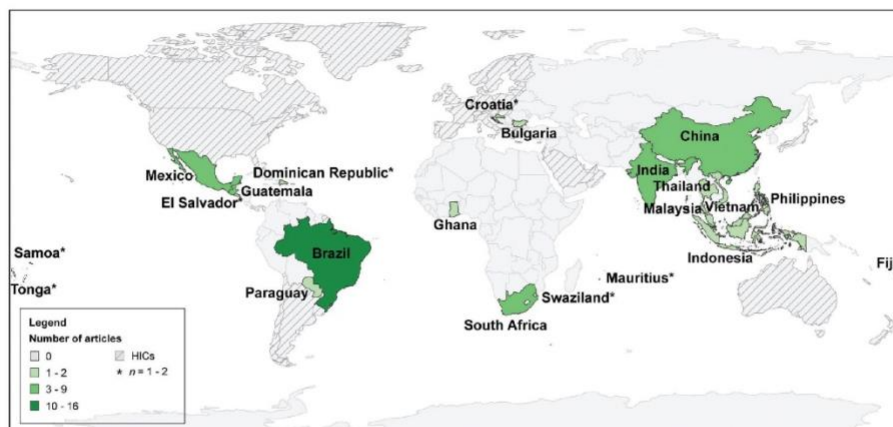 Croatia*
Bulgaria
China
Mexico
Dominican Republic*
Guatemala
El Salvador*
India
Thailand
Malaysia
Vietnam
Philippines
Ghana
Indonesia
Samoa*
Brazil
Fij
Tonga*
Paraguay
Mauritius*
Swaziland*
South Africa
Legend
Number of articles
0
HICs
1 - 2
* n = 1 - 2
3 - 9
10 - 16